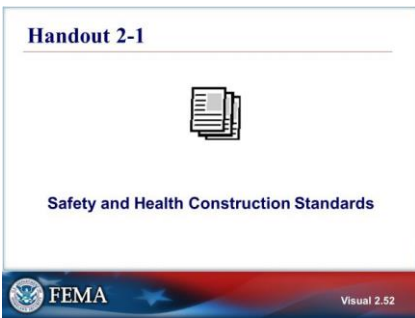 Handout 2-1
Safety and Health Construction Standards
FEMA
Visual 2.52